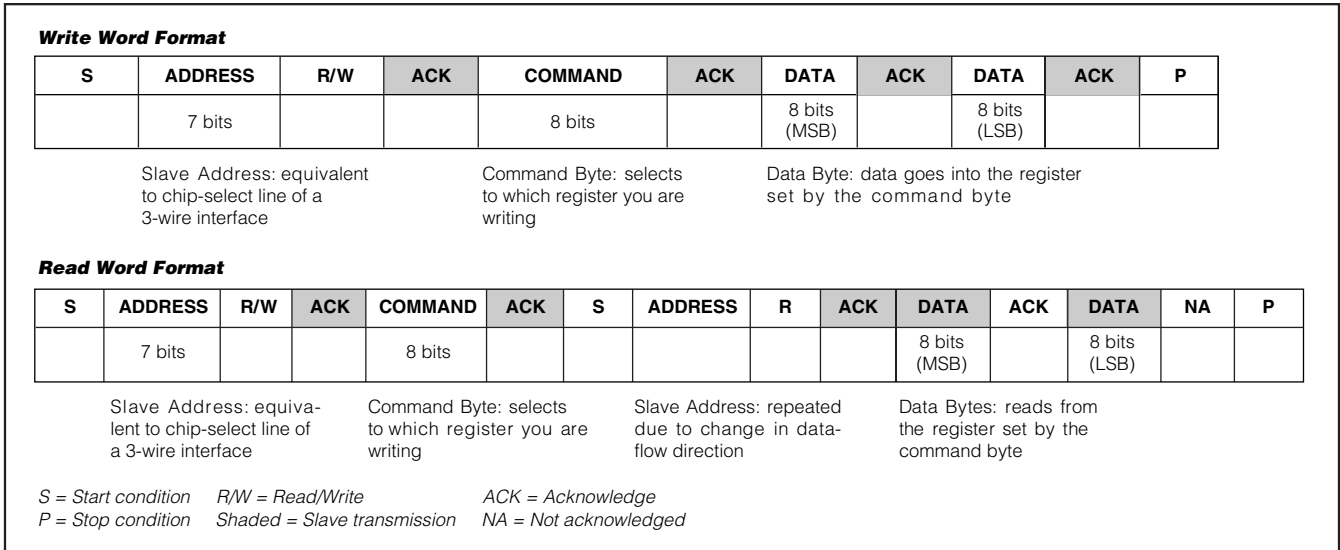 Write Word Format
S ADDRESS R/W ACK COMMAND ACK DATA ACK DATA ACK P
7 bits 8 bits 8 bits (MSB) 8 bits (LSB)
Slave Address: equivalent
to chip-select line of a
3-wire interface
Command Byte: selects
to which register you are
writing
Data Byte: data goes into the register
set by the command byte
Read Word Format
S ADDRESS R/W ACK COMMAND ACK S ADDRESS R ACK DATA ACK DATA NA P
7 bits 8 bits 8 bits (MSB) 8 bits (LSB)
Slave Address: equiva-
lent to chip-select line of
a 3-wire interface
Command Byte: selects
to which register you are
writing
Slave Address: repeated
due to change in data-
flow direction
Data Bytes: reads from
the register set by the
command byte
S = Start condition R/W = Read/Write ACK = Acknowledge
P = Stop condition Shaded = Slave transmission NA = Not acknowledged